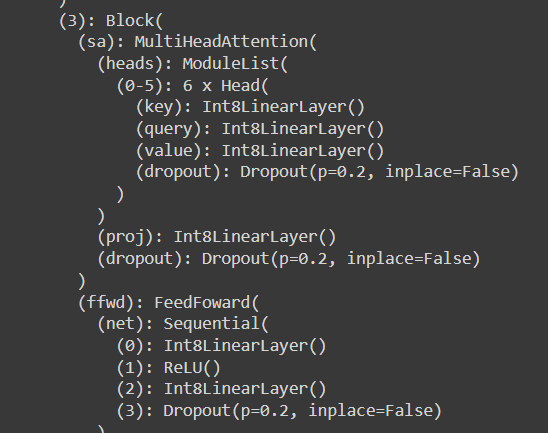 )
(3): Block(
(sa): MultiHeadAttention(
(heads): ModuleList(
(0-5): 6 x Head(
(key): Int8LinearLayer()
(query): Int8LinearLayer()
(value): Int8LinearLayer()
(dropout): Dropout(p=0.2, inplace=False)
)
)
(proj): Int8LinearLayer()
(dropout): Dropout(p=0.2, inplace=False)
)
(ffwd): FeedFoward(
(net): Sequential(
(0): Int8LinearLayer()
(1): ReLU()
(2): Int8LinearLayer()
(3): Dropout(p=0.2, inplace=False)
)